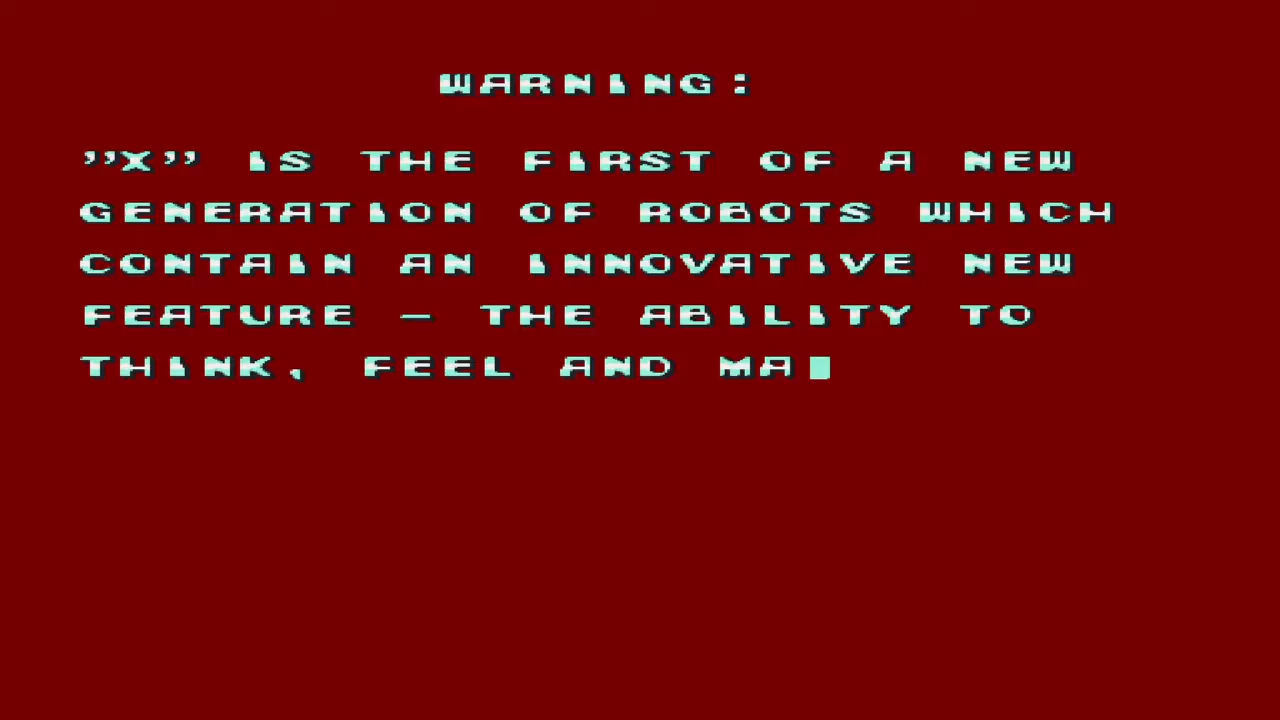 WARNING:
"X" IS THE FIRST OF A NEW
GENERATION OF ROBOTS WHICH
CONTAIN AN INNOVATIVE NEW
FEATURE – THE ABILITY TO
THINK, FEEL AND MA